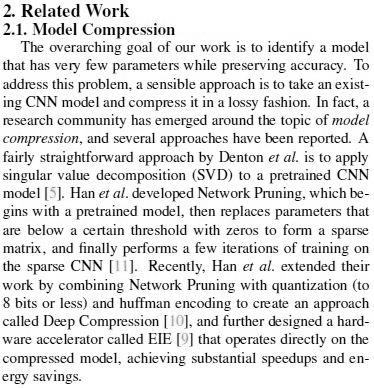 2. Related Work
2.1. Model Compression
The overarching goal of our work is to identify a model
that has very few parameters while preserving accuracy. To
address this problem, a sensible approach is to take an exist-
ing CNN model and compress it in a lossy fashion. In fact, a
research community has emerged around the topic of model
compression, and several approaches have been reported. A
fairly straightforward approach by Denton et al. is to apply
singular value decomposition (SVD) to a pretrained CNN
model [5]. Han et al. developed Network Pruning, which be-
gins with a pretrained model, then replaces parameters that
are below a certain threshold with zeros to form a sparse
matrix, and finally performs a few iterations of training on
the sparse CNN [11]. Recently, Han et al. extended their
work by combining Network Pruning with quantization (to
8 bits or less) and huffman encoding to create an approach
called Deep Compression [10], and further designed a hard-
ware accelerator called EIE [9] that operates directly on the
compressed model, achieving substantial speedups and en-
ergy savings.